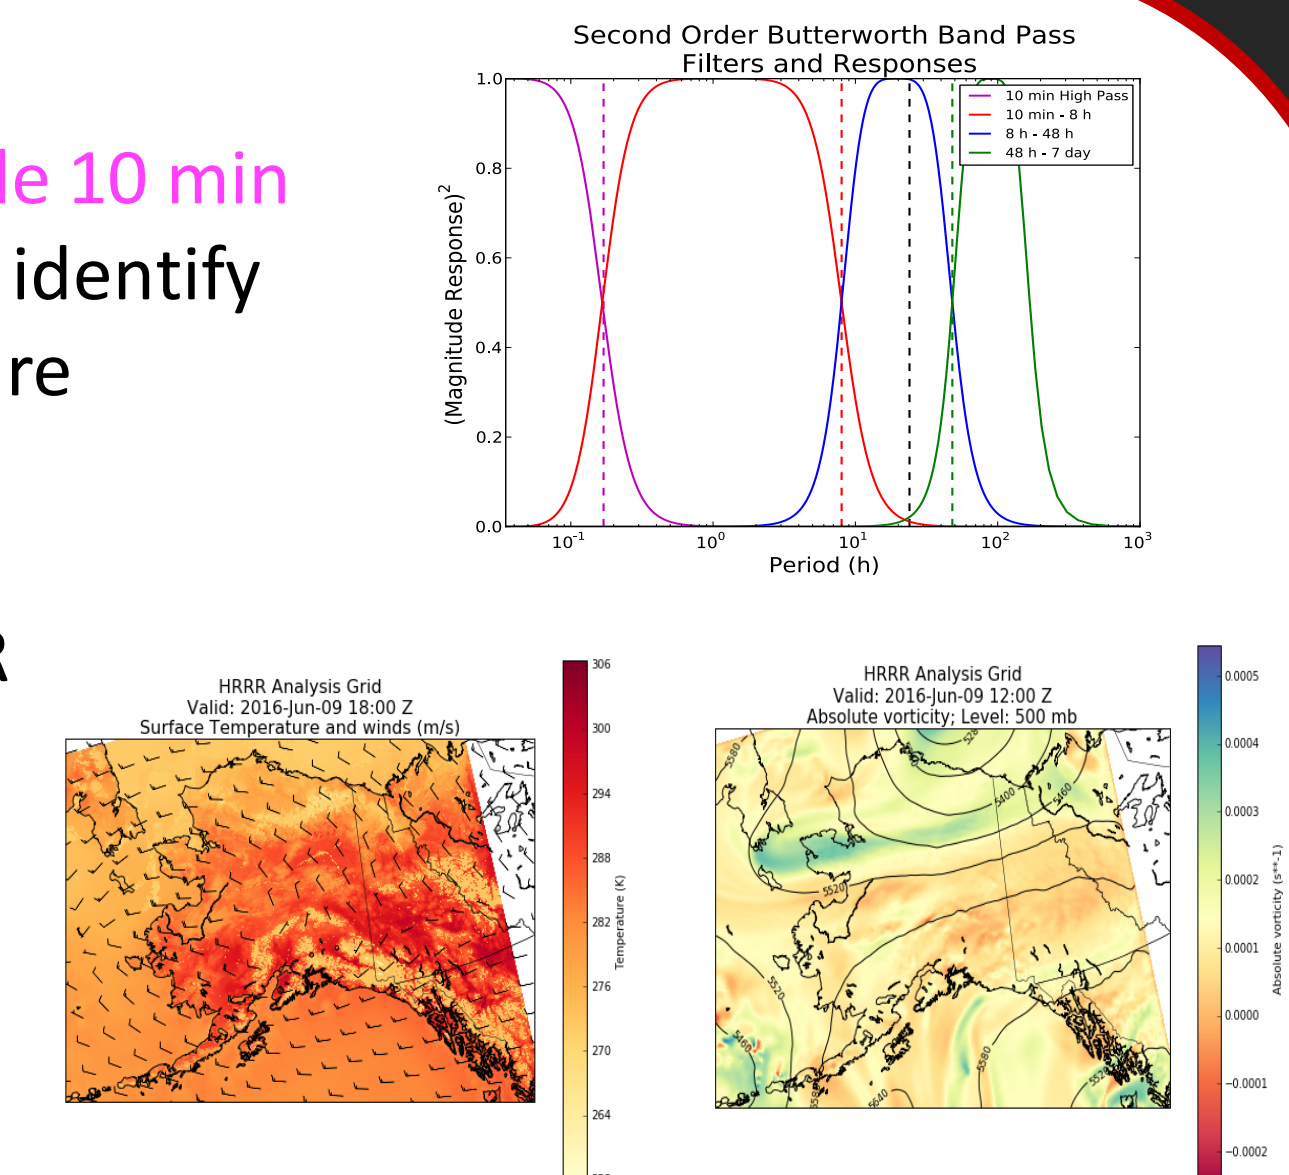 le 10 min
identify
re
R
Second Order Butterworth Band Pass
Filters and Responses
(Magnitude Response)²
1.0
0.8
0.6
0.4
0.2
0.0
10 min High Pass
10 min - 8 h
8 h - 48 h
48 h - 7 day
10⁻¹ 10⁰ 10¹ 10² 10³
Period (h)
HRRR Analysis Grid
Valid: 2016-Jun-09 18:00 Z
Surface Temperature and winds (m/s)
306
300
294
288
282
276
270
264
Temperature (K)
HRRR Analysis Grid
Valid: 2016-Jun-09 12:00 Z
Absolute vorticity; Level: 500 mb
5580
528
5400
5460
5520
5520
5460
5580
5640
5520
0.0005
0.0004
0.0003
0.0002
0.0001
0.0000
−0.0001
−0.0002
Absolute vorticity (s**-1)